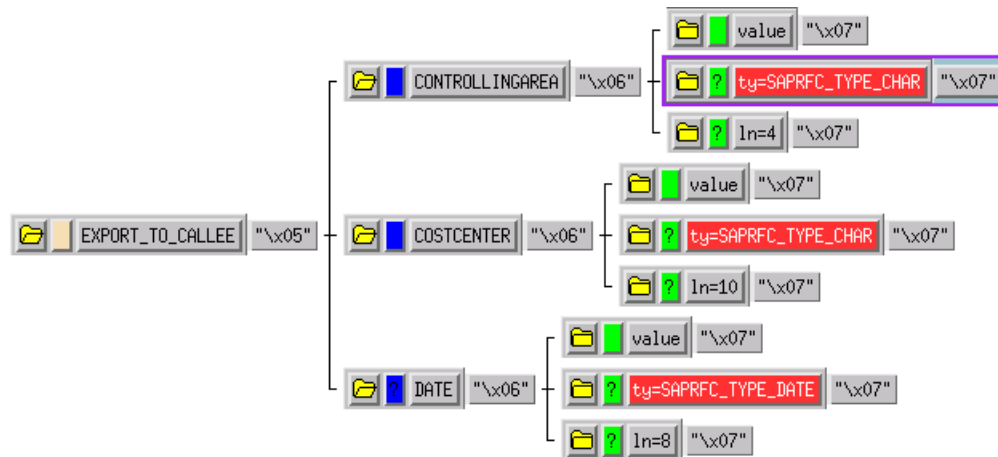 value "\x07"
CONTROLLINGAREA "\x06" ? ty=SAPRFC_TYPE_CHAR "\x07"
? ln=4 "\x07"
value "\x07"
EXPORT_TO_CALLEE "\x05" COSTCENTER "\x06" ? ty=SAPRFC_TYPE_CHAR "\x07"
? ln=10 "\x07"
value "\x07"
? DATE "\x06" ? ty=SAPRFC_TYPE_DATE "\x07"
? ln=8 "\x07"